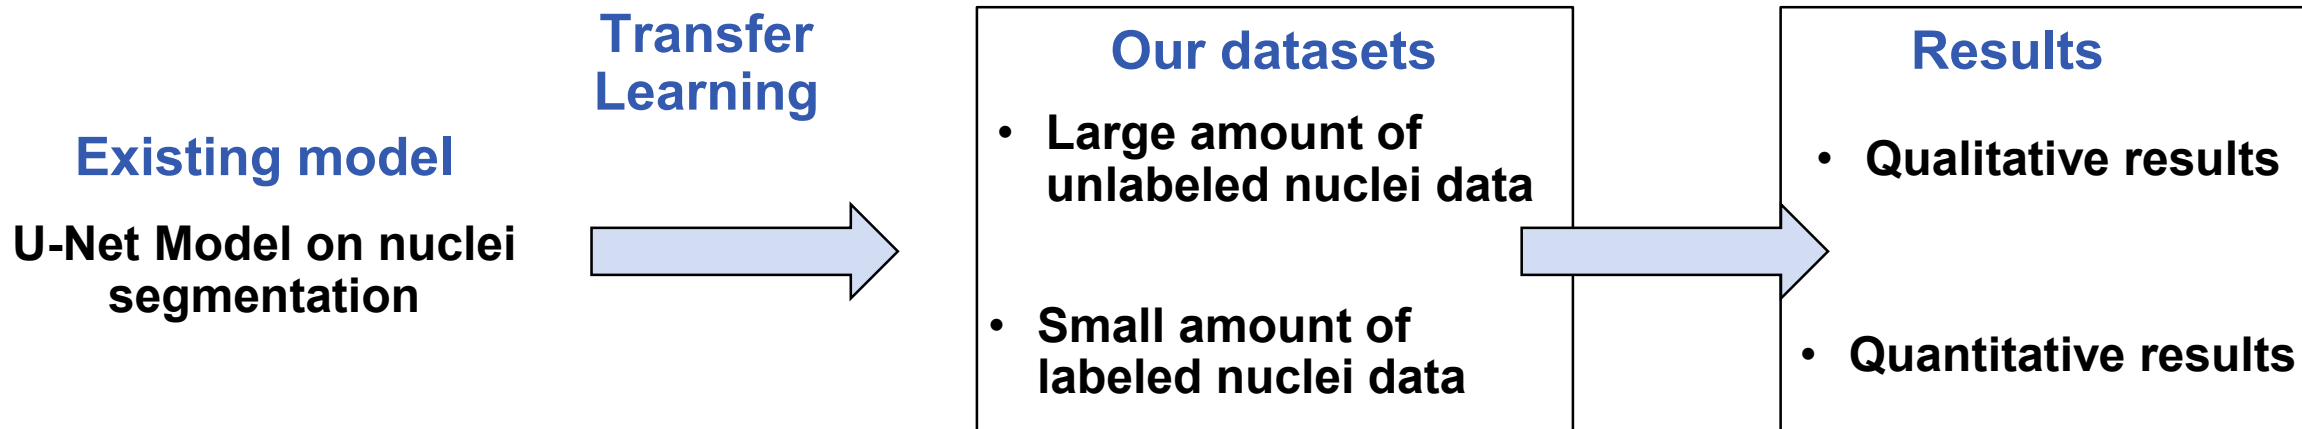 Existing model
U-Net Model on nuclei
segmentation
Transfer
Learning
Our datasets
• Large amount of
unlabeled nuclei data
• Small amount of
labeled nuclei data
Results
• Qualitative results
• Quantitative results